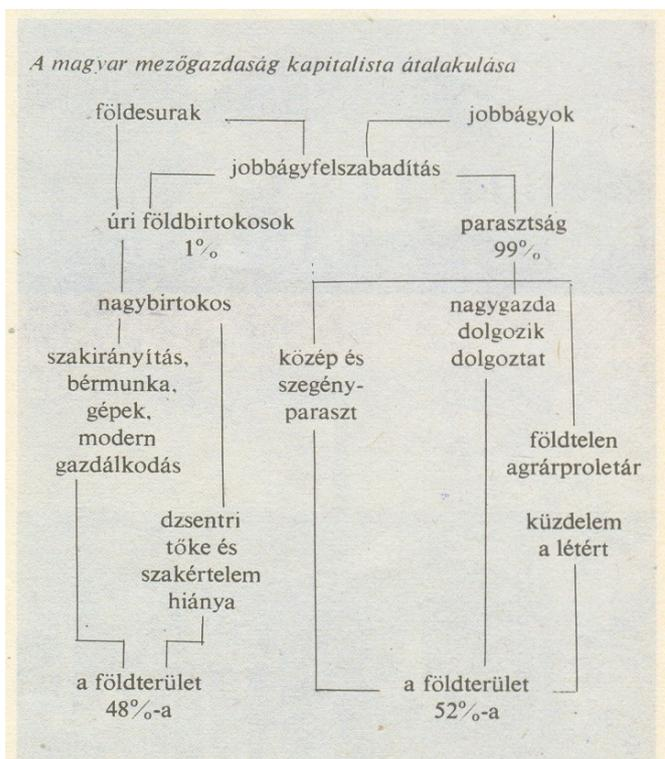 A magyar mezőgazdaság kapitalista átalakulása
földesurak
jobbágyok
jobbágyfelszabadítás
úri földbirtokosok
1%
parasztság
99%
nagybirtokos
szakirányítás,
bérmunka,
gépek,
modern
gazdálkodás
dzsentri
tőke és
szakértelem
hiánya
közép és
szegény-
paraszt
nagygazda
dolgozik
dolgoztat
földtelen
agrárproletár
küzdelem
a létért
a földterület
48%-a
a földterület
52%-a